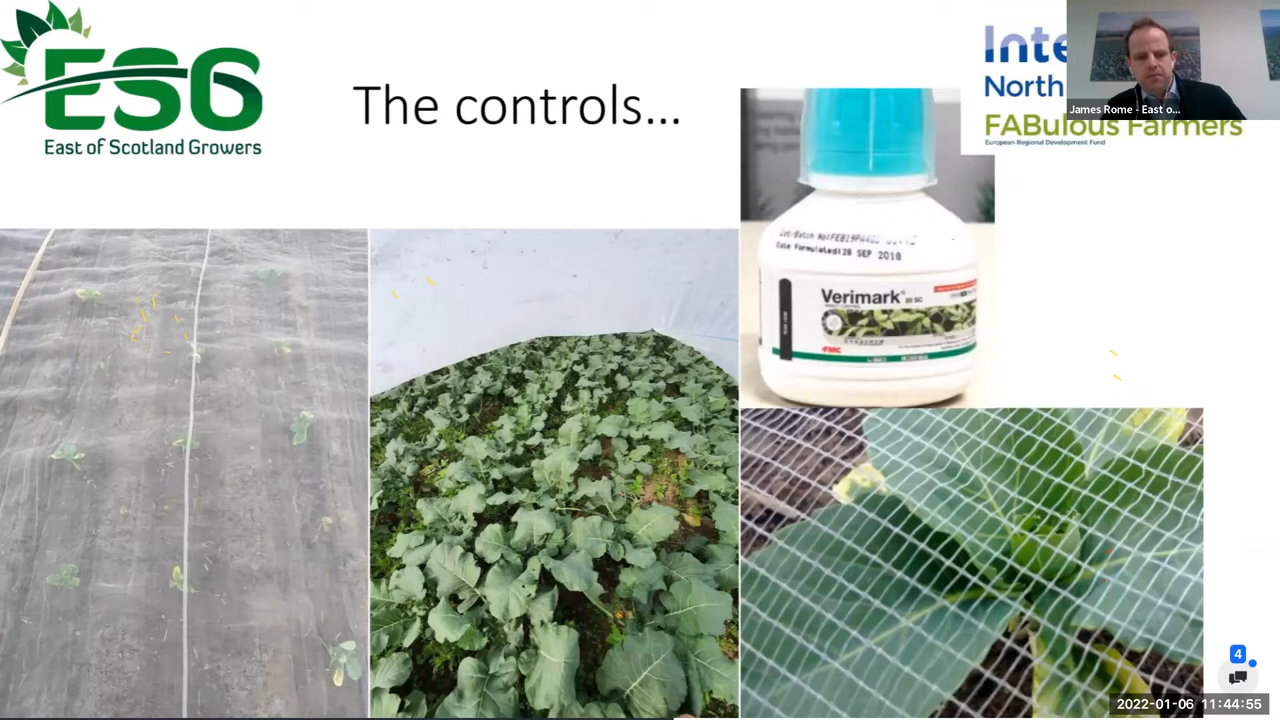 ESG
East of Scotland Growers
The controls...
Inte
North
FABulous Farmers
European Regional Development Fund
James Rome - East o...
Date Formulated: 28 SEP 2018
Verimark
FMC
4
2022-01-06 11:44:55